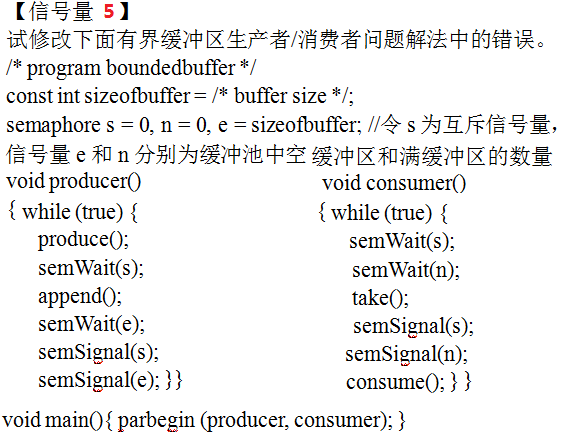 【信号量 5】
试修改下面有界缓冲区生产者/消费者问题解法中的错误。
/* program boundedbuffer */
const int sizeofbuffer = /* buffer size */;
semaphore s = 0, n = 0, e = sizeofbuffer; //令 s 为互斥信号量，
信号量 e 和 n 分别为缓冲池中空 缓冲区和满缓冲区的数量
void producer()
{ while (true) {
produce();
semWait(s);
append();
semWait(e);
semSignal(s);
semSignal(e); }}
void consumer()
{ while (true) {
semWait(s);
semWait(n);
take();
semSignal(s);
semSignal(n);
consume(); } }
void main(){ parbegin (producer, consumer); }